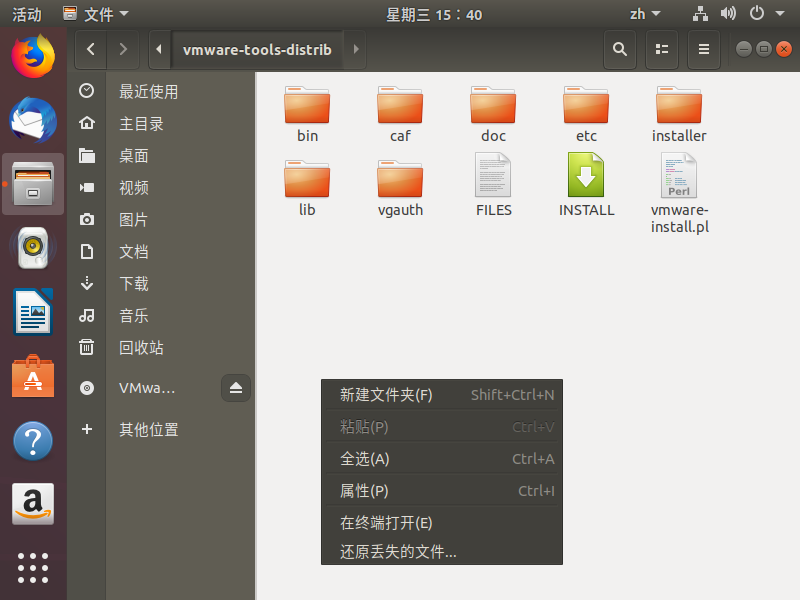 活动 文件 星期三 15：40 zh
vmware-tools-distrib
最近使用
主目录
桌面
视频
图片
文档
下载
音乐
回收站
VMwa...
其他位置
bin caf doc etc installer
lib vgauth FILES INSTALL vmware-
install.pl
Perl
新建文件夹(F) Shift+Ctrl+N
粘贴(P) Ctrl+V
全选(A) Ctrl+A
属性(P) Ctrl+I
在终端打开(E)
还原丢失的文件...